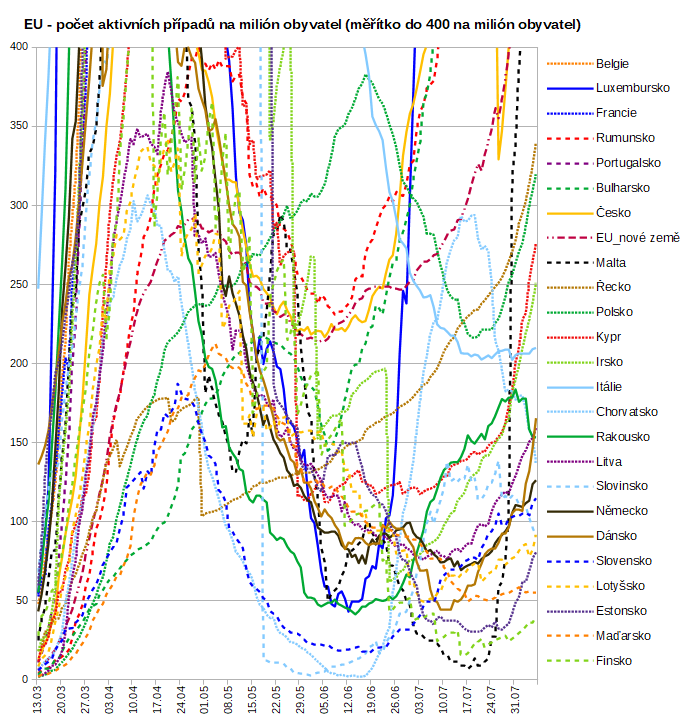 EU - počet aktivních případů na milión obyvatel (měřítko do 400 na milión obyvatel)
400
350
300
250
200
150
100
50
0
13.03
20.03
27.03
03.04
10.04
17.04
24.04
01.05
08.05
15.05
22.05
29.05
05.06
12.06
19.06
26.06
03.07
10.07
17.07
24.07
31.07
Belgie
Luxembursko
Francie
Rumunsko
Portugalsko
Bulharsko
Česko
EU_nové země
Malta
Řecko
Polsko
Kypr
Irsko
Itálie
Chorvatsko
Rakousko
Litva
Slovinsko
Německo
Dánsko
Slovensko
Lotyšsko
Estonsko
Maďarsko
Finsko